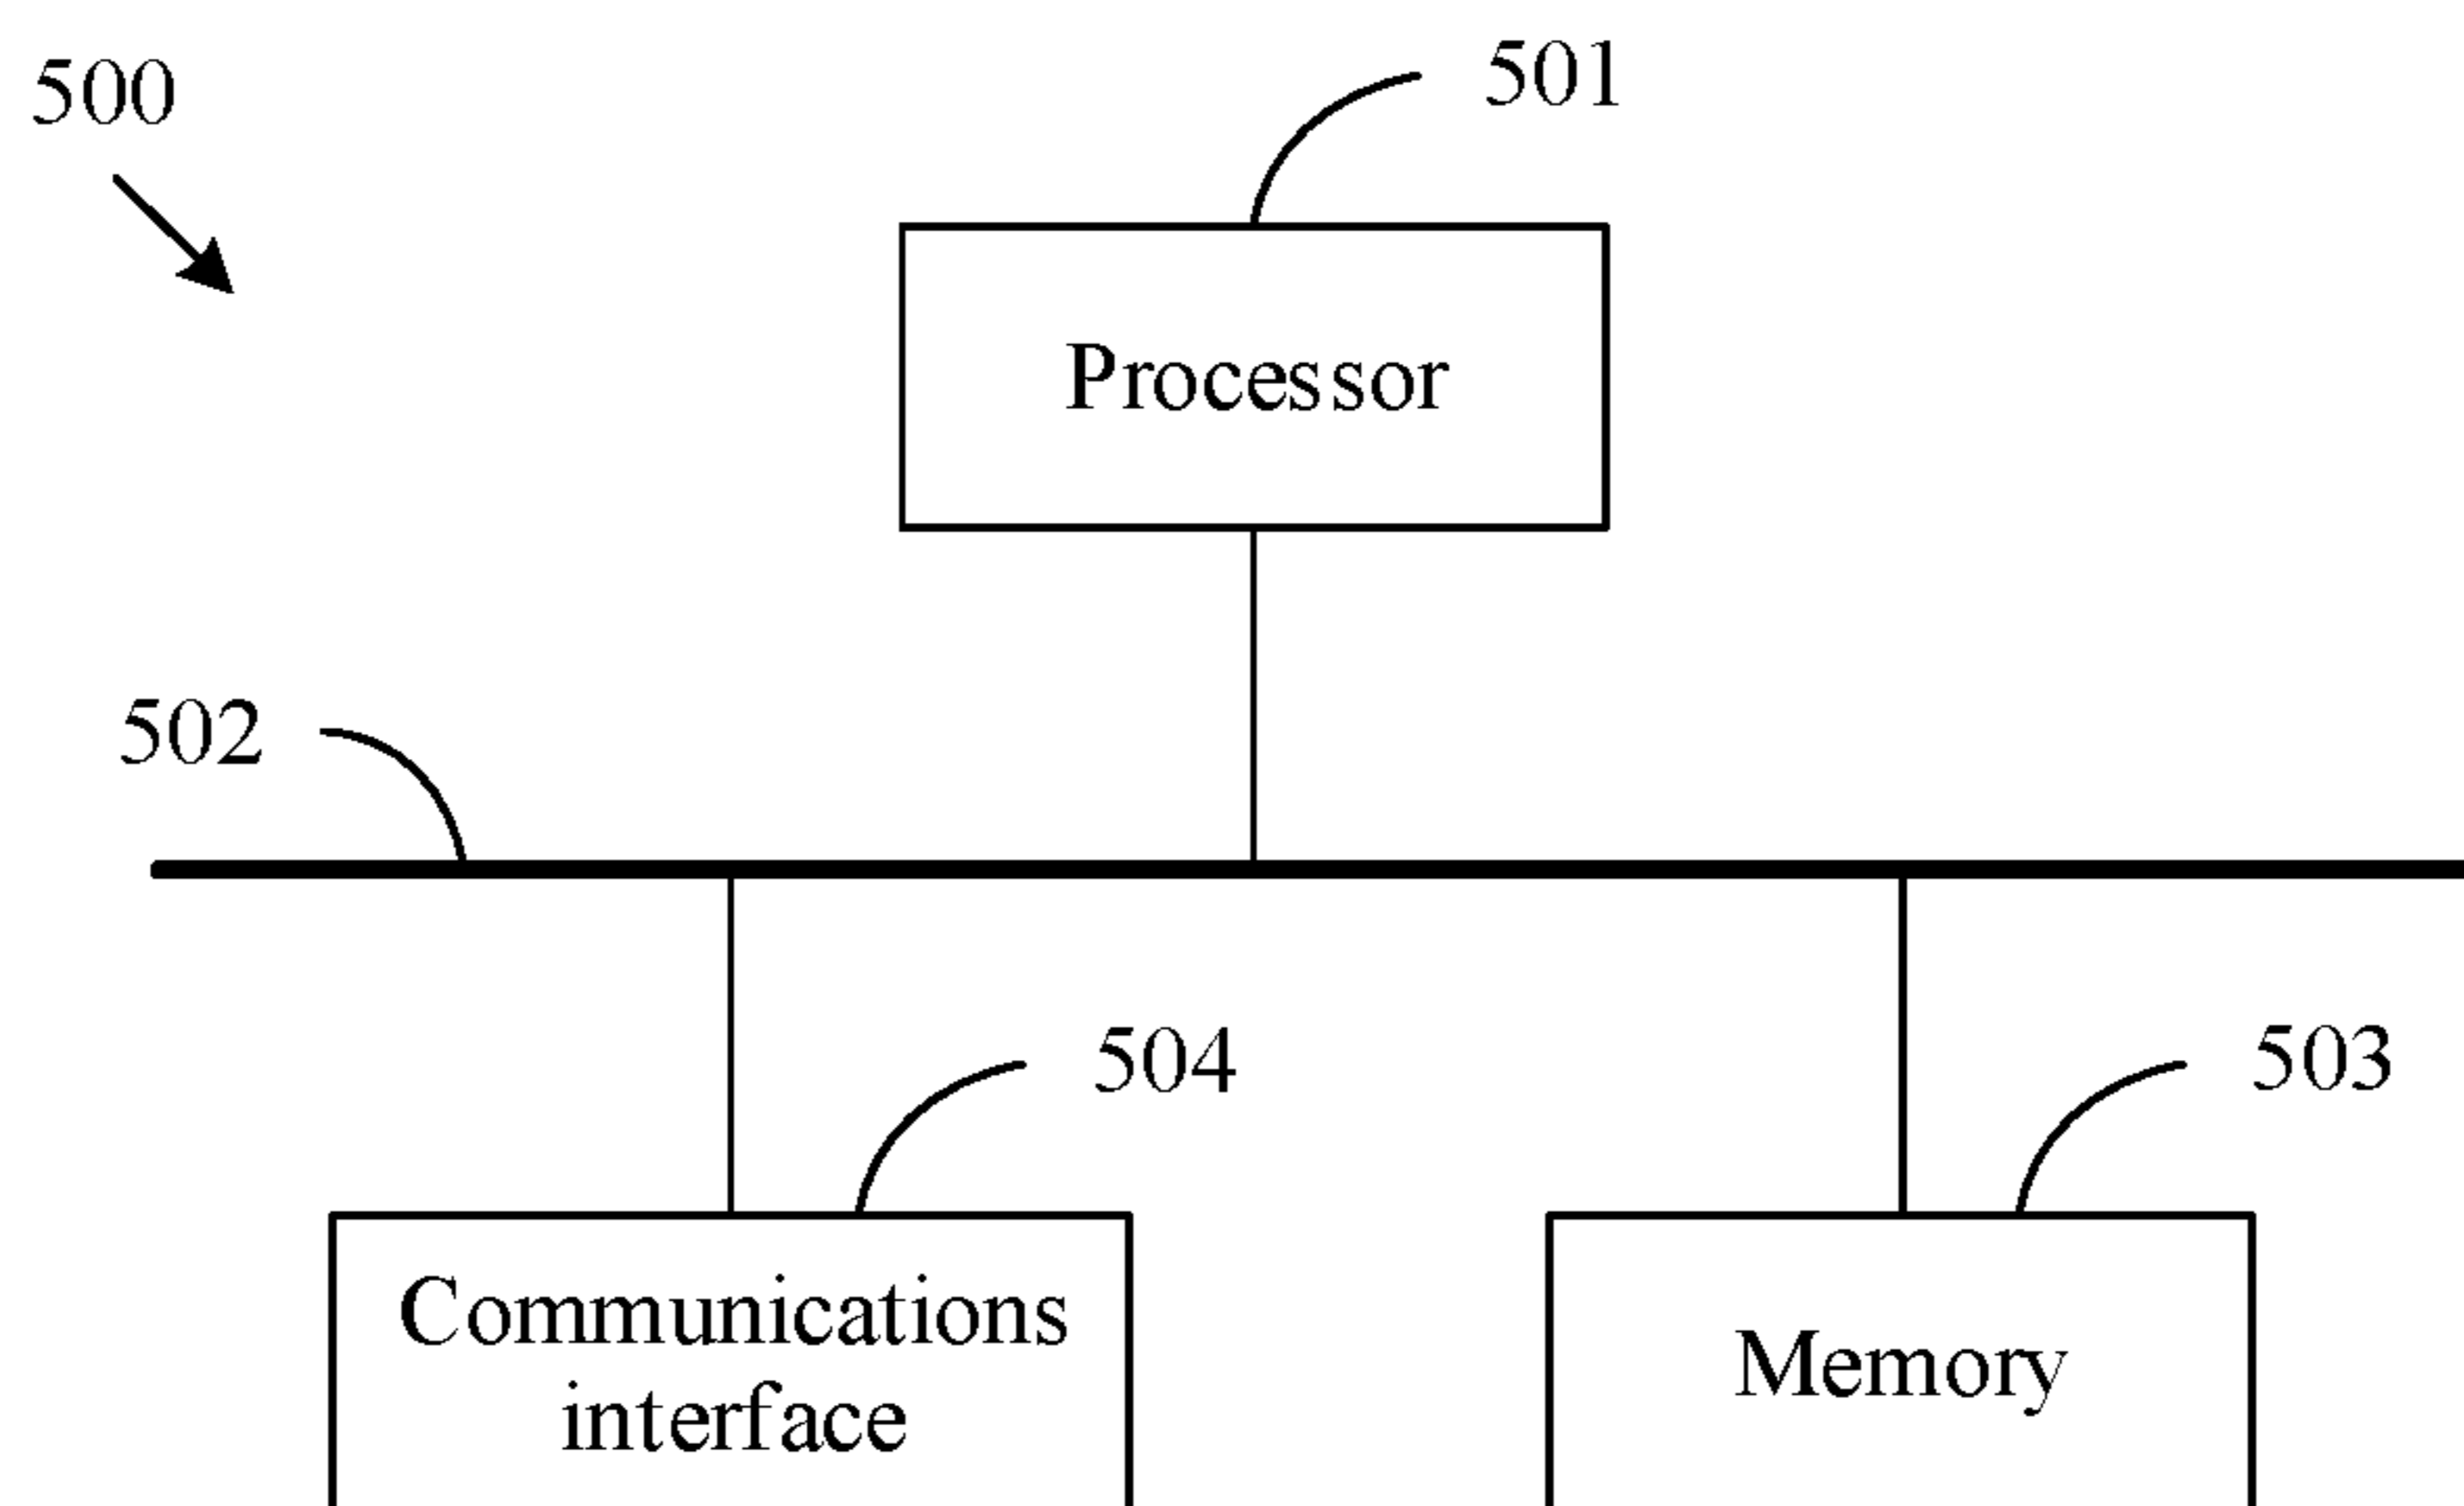 500
501
Processor
502
504
503
Communications
interface
Memory